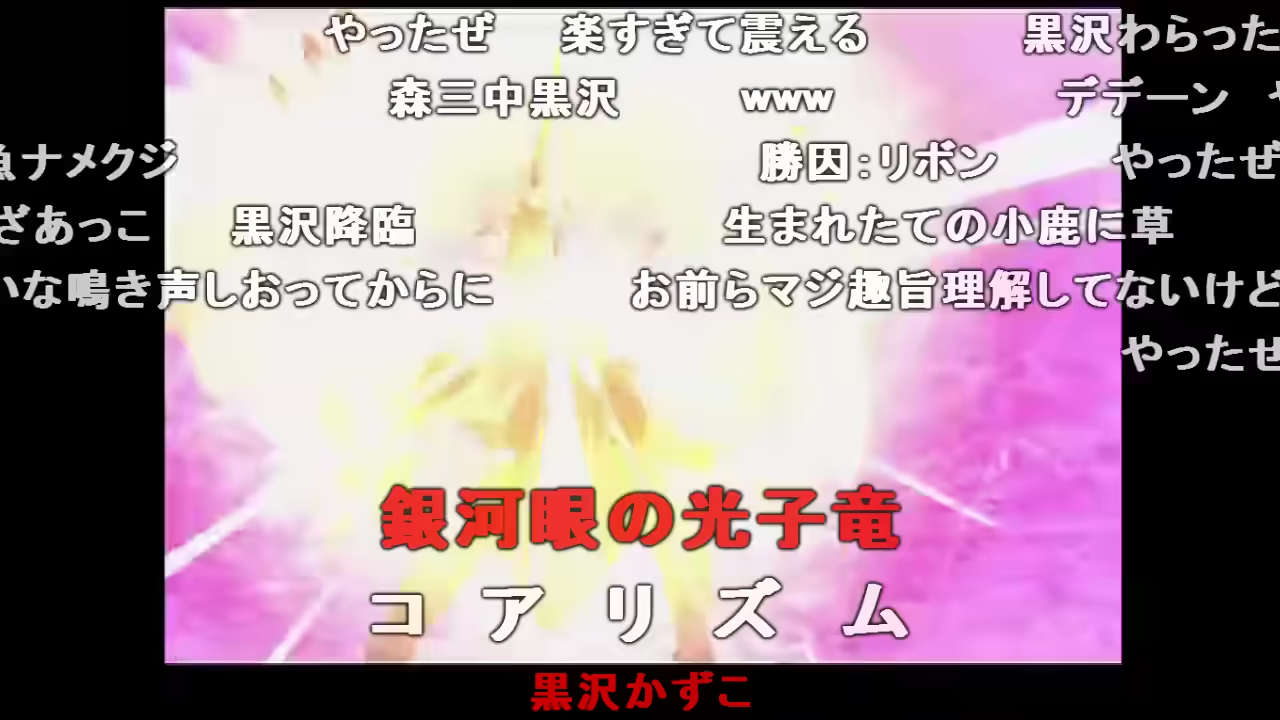 やったぜ 楽すぎて震える 黒沢わらった
森三中黒沢 www デデーン
魚ナメクジ 勝因：リボン やったぜ
ざあっこ 黒沢降臨 生まれたての小鹿に草
いな鳴き声しおってからに お前らマジ趣旨理解してないけど
やったぜ
銀河眼の光子竜
コアリズム
黒沢かずこ